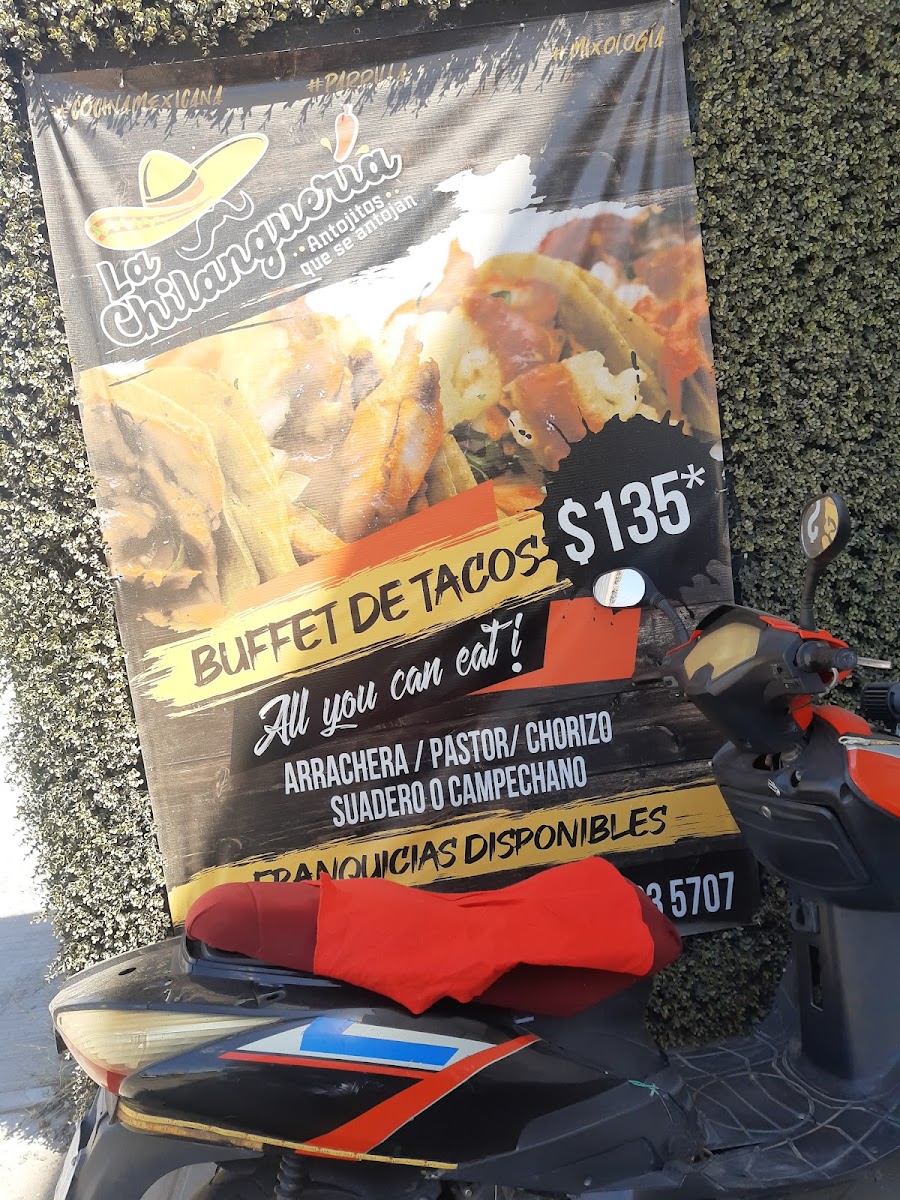 #COCINAMEXICANA
#PARRILLA
#MIXOLOGÍA
La
Chilanguería
Antojitos
que se antojan
$135*
BUFFET DE TACOS
All you can eat!
ARRACHERA / PASTOR/ CHORIZO
SUADERO O CAMPECHANO
FRANQUICIAS DISPONIBLES
3 5707